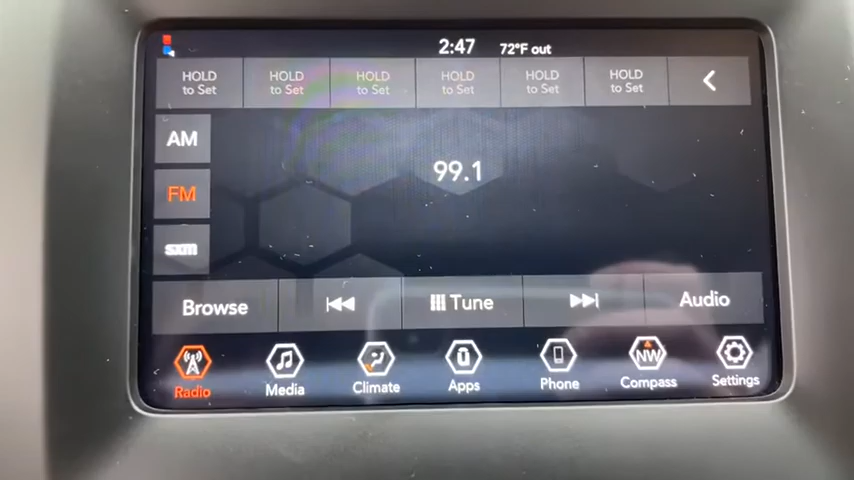 2:47 72°F out
HOLD to Set
HOLD to Set
HOLD to Set
HOLD to Set
HOLD to Set
HOLD to Set
AM
99.1
FM
sxm
Browse Tune Audio
NW
Radio Media Climate Apps Phone Compass Settings